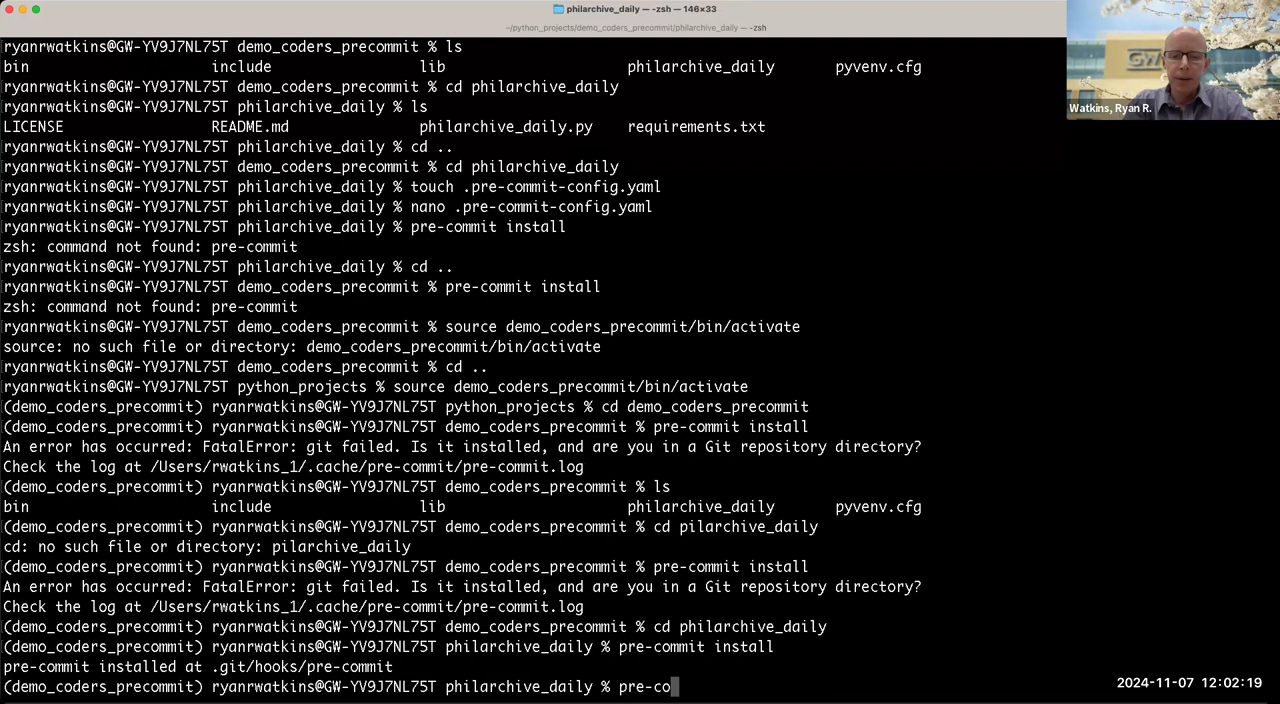 philarchive_daily — -zsh — 146×33
~/python_projects/demo_coders_precommit/philarchive_daily — -zsh
ryanrwatkins@GW-YV9J7NL75T demo_coders_precommit % ls
bin include lib philarchive_daily pyvenv.cfg
ryanrwatkins@GW-YV9J7NL75T demo_coders_precommit % cd philarchive_daily
ryanrwatkins@GW-YV9J7NL75T philarchive_daily % ls
LICENSE README.md philarchive_daily.py requirements.txt
ryanrwatkins@GW-YV9J7NL75T philarchive_daily % cd ..
ryanrwatkins@GW-YV9J7NL75T demo_coders_precommit % cd philarchive_daily
ryanrwatkins@GW-YV9J7NL75T philarchive_daily % touch .pre-commit-config.yaml
ryanrwatkins@GW-YV9J7NL75T philarchive_daily % nano .pre-commit-config.yaml
ryanrwatkins@GW-YV9J7NL75T philarchive_daily % pre-commit install
zsh: command not found: pre-commit
ryanrwatkins@GW-YV9J7NL75T philarchive_daily % cd ..
ryanrwatkins@GW-YV9J7NL75T demo_coders_precommit % pre-commit install
zsh: command not found: pre-commit
ryanrwatkins@GW-YV9J7NL75T demo_coders_precommit % source demo_coders_precommit/bin/activate
source: no such file or directory: demo_coders_precommit/bin/activate
ryanrwatkins@GW-YV9J7NL75T demo_coders_precommit % cd ..
ryanrwatkins@GW-YV9J7NL75T python_projects % source demo_coders_precommit/bin/activate
(demo_coders_precommit) ryanrwatkins@GW-YV9J7NL75T python_projects % cd demo_coders_precommit
(demo_coders_precommit) ryanrwatkins@GW-YV9J7NL75T demo_coders_precommit % pre-commit install
An error has occurred: FatalError: git failed. Is it installed, and are you in a Git repository directory?
Check the log at /Users/rwatkins_1/.cache/pre-commit/pre-commit.log
(demo_coders_precommit) ryanrwatkins@GW-YV9J7NL75T demo_coders_precommit % ls
bin include lib philarchive_daily pyvenv.cfg
(demo_coders_precommit) ryanrwatkins@GW-YV9J7NL75T demo_coders_precommit % cd pilarchive_daily
cd: no such file or directory: pilarchive_daily
(demo_coders_precommit) ryanrwatkins@GW-YV9J7NL75T demo_coders_precommit % pre-commit install
An error has occurred: FatalError: git failed. Is it installed, and are you in a Git repository directory?
Check the log at /Users/rwatkins_1/.cache/pre-commit/pre-commit.log
(demo_coders_precommit) ryanrwatkins@GW-YV9J7NL75T demo_coders_precommit % cd philarchive_daily
(demo_coders_precommit) ryanrwatkins@GW-YV9J7NL75T philarchive_daily % pre-commit install
pre-commit installed at .git/hooks/pre-commit
(demo_coders_precommit) ryanrwatkins@GW-YV9J7NL75T philarchive_daily % pre-co
GW
Watkins, Ryan R.
2024-11-07 12:02:19